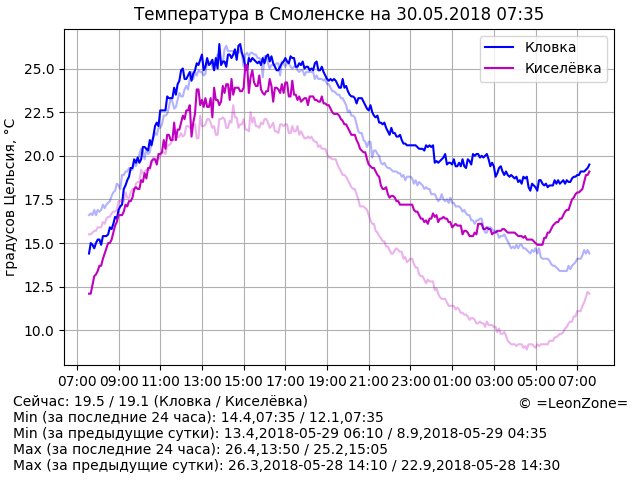 Температура в Смоленске на 30.05.2018 07:35
Кловка
Киселёвка
градусов Цельсия, °C
25.0
22.5
20.0
17.5
15.0
12.5
10.0
07:00 09:00 11:00 13:00 15:00 17:00 19:00 21:00 23:00 01:00 03:00 05:00 07:00
Сейчас: 19.5 / 19.1 (Кловка / Киселёвка)
© =LeonZone=
Min (за последние 24 часа): 14.4,07:35 / 12.1,07:35
Min (за предыдущие сутки): 13.4,2018-05-29 06:10 / 8.9,2018-05-29 04:35
Max (за последние 24 часа): 26.4,13:50 / 25.2,15:05
Max (за предыдущие сутки): 26.3,2018-05-28 14:10 / 22.9,2018-05-28 14:30